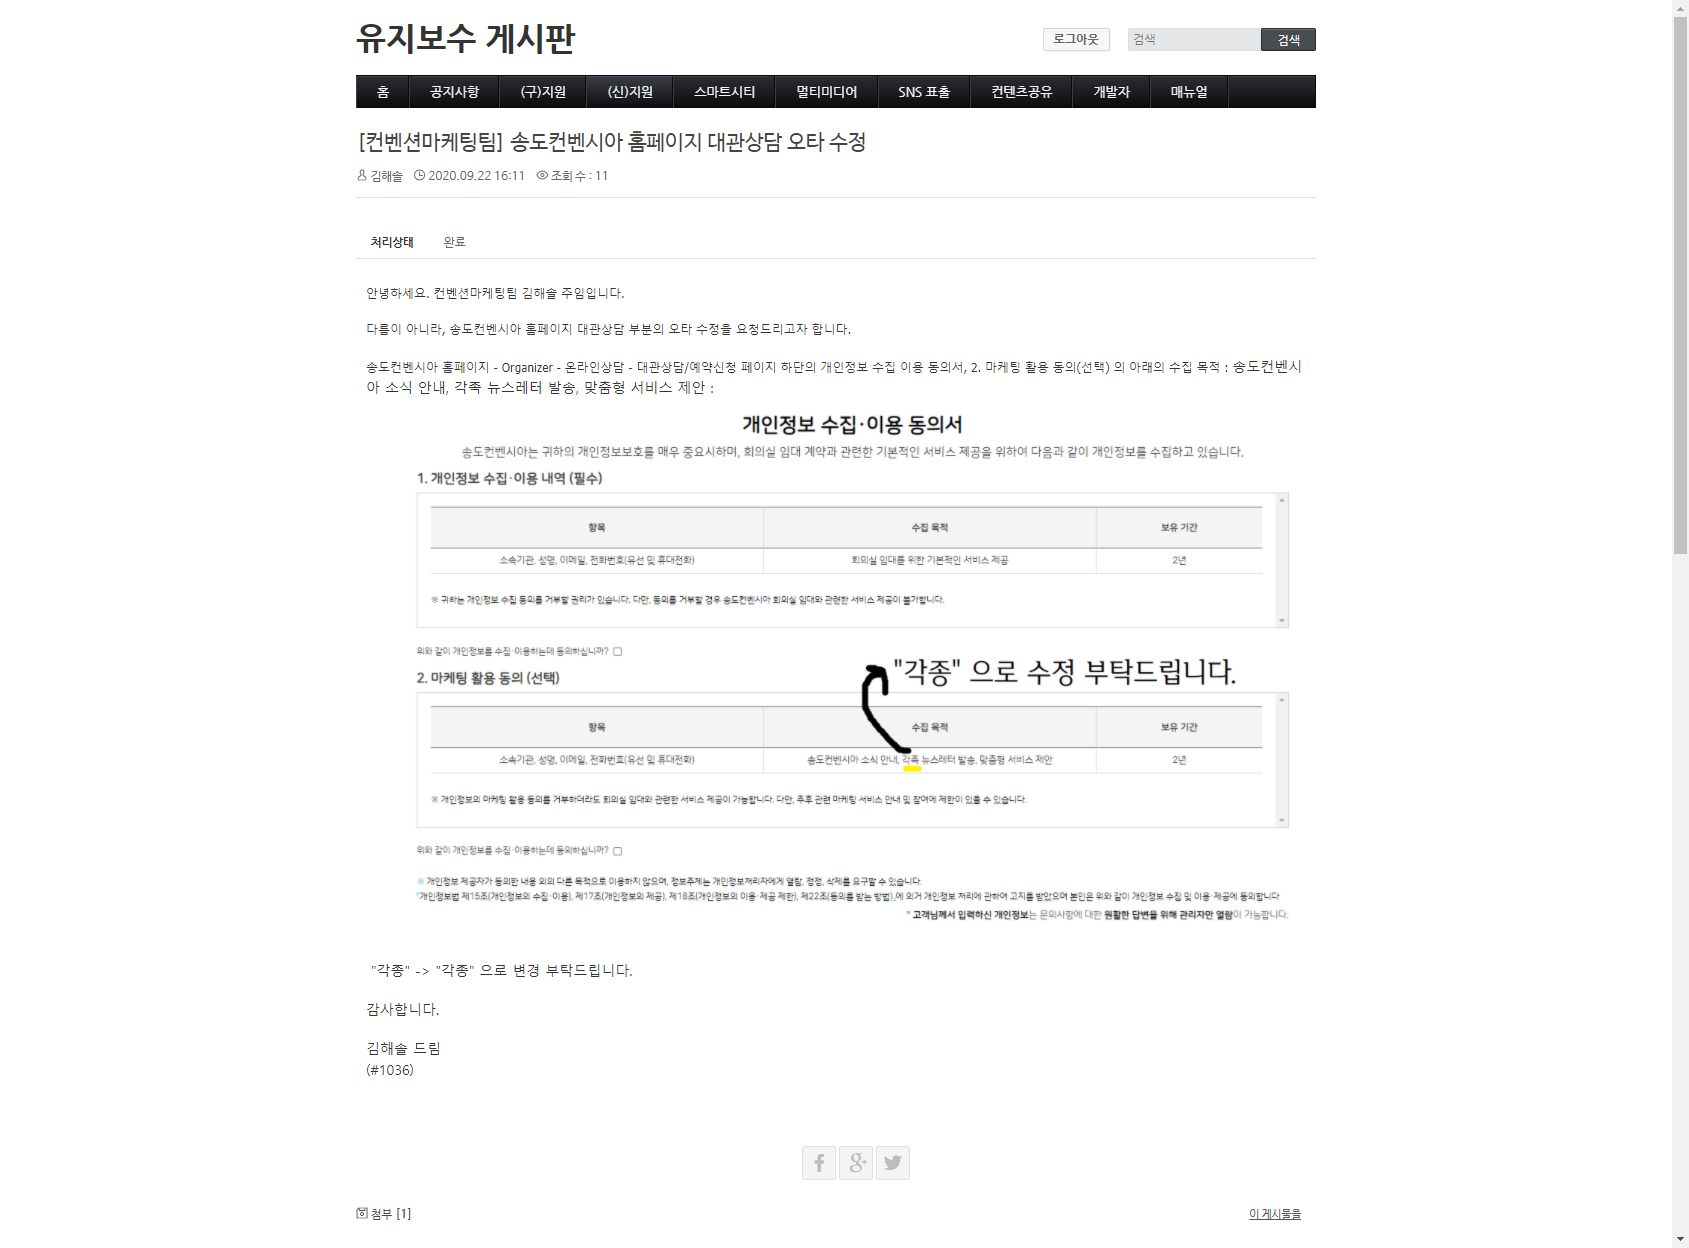 유지보수 게시판
로그아웃 검색 검색
홈 공지사항 (구)지원 (신)지원 스마트시티 멀티미디어 SNS 표출 컨텐츠공유 개발자 매뉴얼
[컨벤션마케팅팀] 송도컨벤시아 홈페이지 대관상담 오타 수정
김해솔 2020.09.22 16:11 조회 수 : 11
처리상태 완료
안녕하세요. 컨벤션마케팅팀 김해솔 주임입니다.
다름이 아니라, 송도컨벤시아 홈페이지 대관상담 부분의 오타 수정을 요청드리고자 합니다.
송도컨벤시아 홈페이지 - Organizer - 온라인상담 - 대관상담/예약신청 페이지 하단의 개인정보 수집 이용 동의서, 2. 마케팅 활용 동의(선택) 의 아래의 수집 목적 : 송도컨벤시
아 소식 안내, 각족 뉴스레터 발송, 맞춤형 서비스 제안 :
개인정보 수집·이용 동의서
송도컨벤시아는 귀하의 개인정보보호를 매우 중요시하며, 회의실 임대 계약과 관련한 기본적인 서비스 제공을 위하여 다음과 같이 개인정보를 수집하고 있습니다.
1. 개인정보 수집·이용 내역 (필수)
항목 수집 목적 보유 기간
소속기관, 성명, 이메일, 전화번호(유선 및 휴대전화) 회의실 임대를 위한 기본적인 서비스 제공 2년
※ 귀하는 개인정보 수집 동의를 거부할 권리가 있습니다. 다만, 동의를 거부할 경우 송도컨벤시아 회의실 임대와 관련한 서비스 제공이 불가합니다.
위와 같이 개인정보를 수집·이용하는데 동의하십니까?
"각종" 으로 수정 부탁드립니다.
2. 마케팅 활용 동의 (선택)
항목 수집 목적 보유 기간
소속기관, 성명, 이메일, 전화번호(유선 및 휴대전화) 송도컨벤시아 소식 안내, 각족 뉴스레터 발송, 맞춤형 서비스 제안 2년
※ 개인정보의 마케팅 활용 동의를 거부하더라도 회의실 임대와 관련한 서비스 제공이 가능합니다. 다만, 추후 관련 마케팅 서비스 안내 및 참여에 제한이 있을 수 있습니다.
위와 같이 개인정보를 수집·이용하는데 동의하십니까?
※ 개인정보 제공자가 동의한 내용 외의 다른 목적으로 이용하지 않으며, 정보주체는 개인정보처리자에게 열람, 정정, 삭제를 요구할 수 있습니다.
「개인정보법 제15조(개인정보의 수집·이용), 제17조(개인정보의 제공), 제18조(개인정보의 이용·제공 제한), 제22조(동의를 받는 방법)」에 의거 개인정보 처리에 관하여 고지를 받았으며 본인은 위와 같이 개인정보 수집 및 이용·제공에 동의합니다
* 고객님께서 입력하신 개인정보는 문의사항에 대한 원활한 답변을 위해 관리자만 열람이 가능합니다.
"각종" -> "각종" 으로 변경 부탁드립니다.
감사합니다.
김해솔 드림
(#1036)
첨부 [1] 이 게시물을